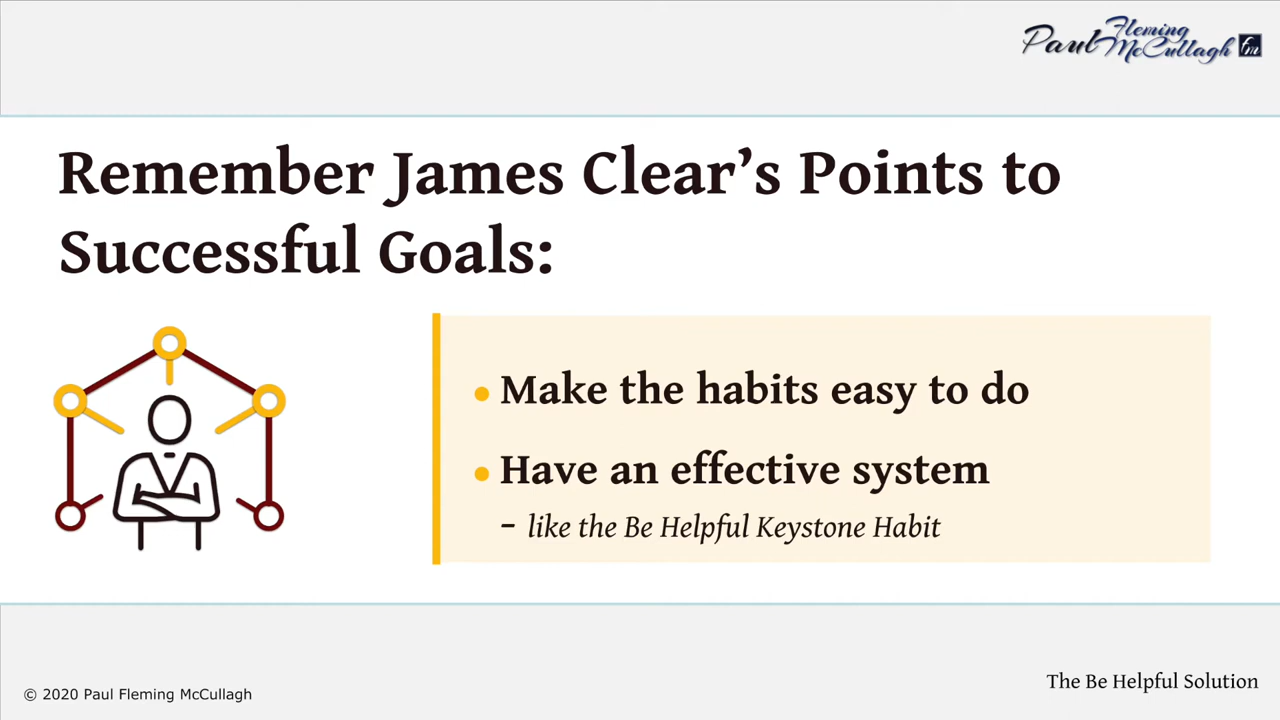 Paul Fleming McCullagh fm
Remember James Clear’s Points to
Successful Goals:
• Make the habits easy to do
• Have an effective system
– like the Be Helpful Keystone Habit
© 2020 Paul Fleming McCullagh
The Be Helpful Solution